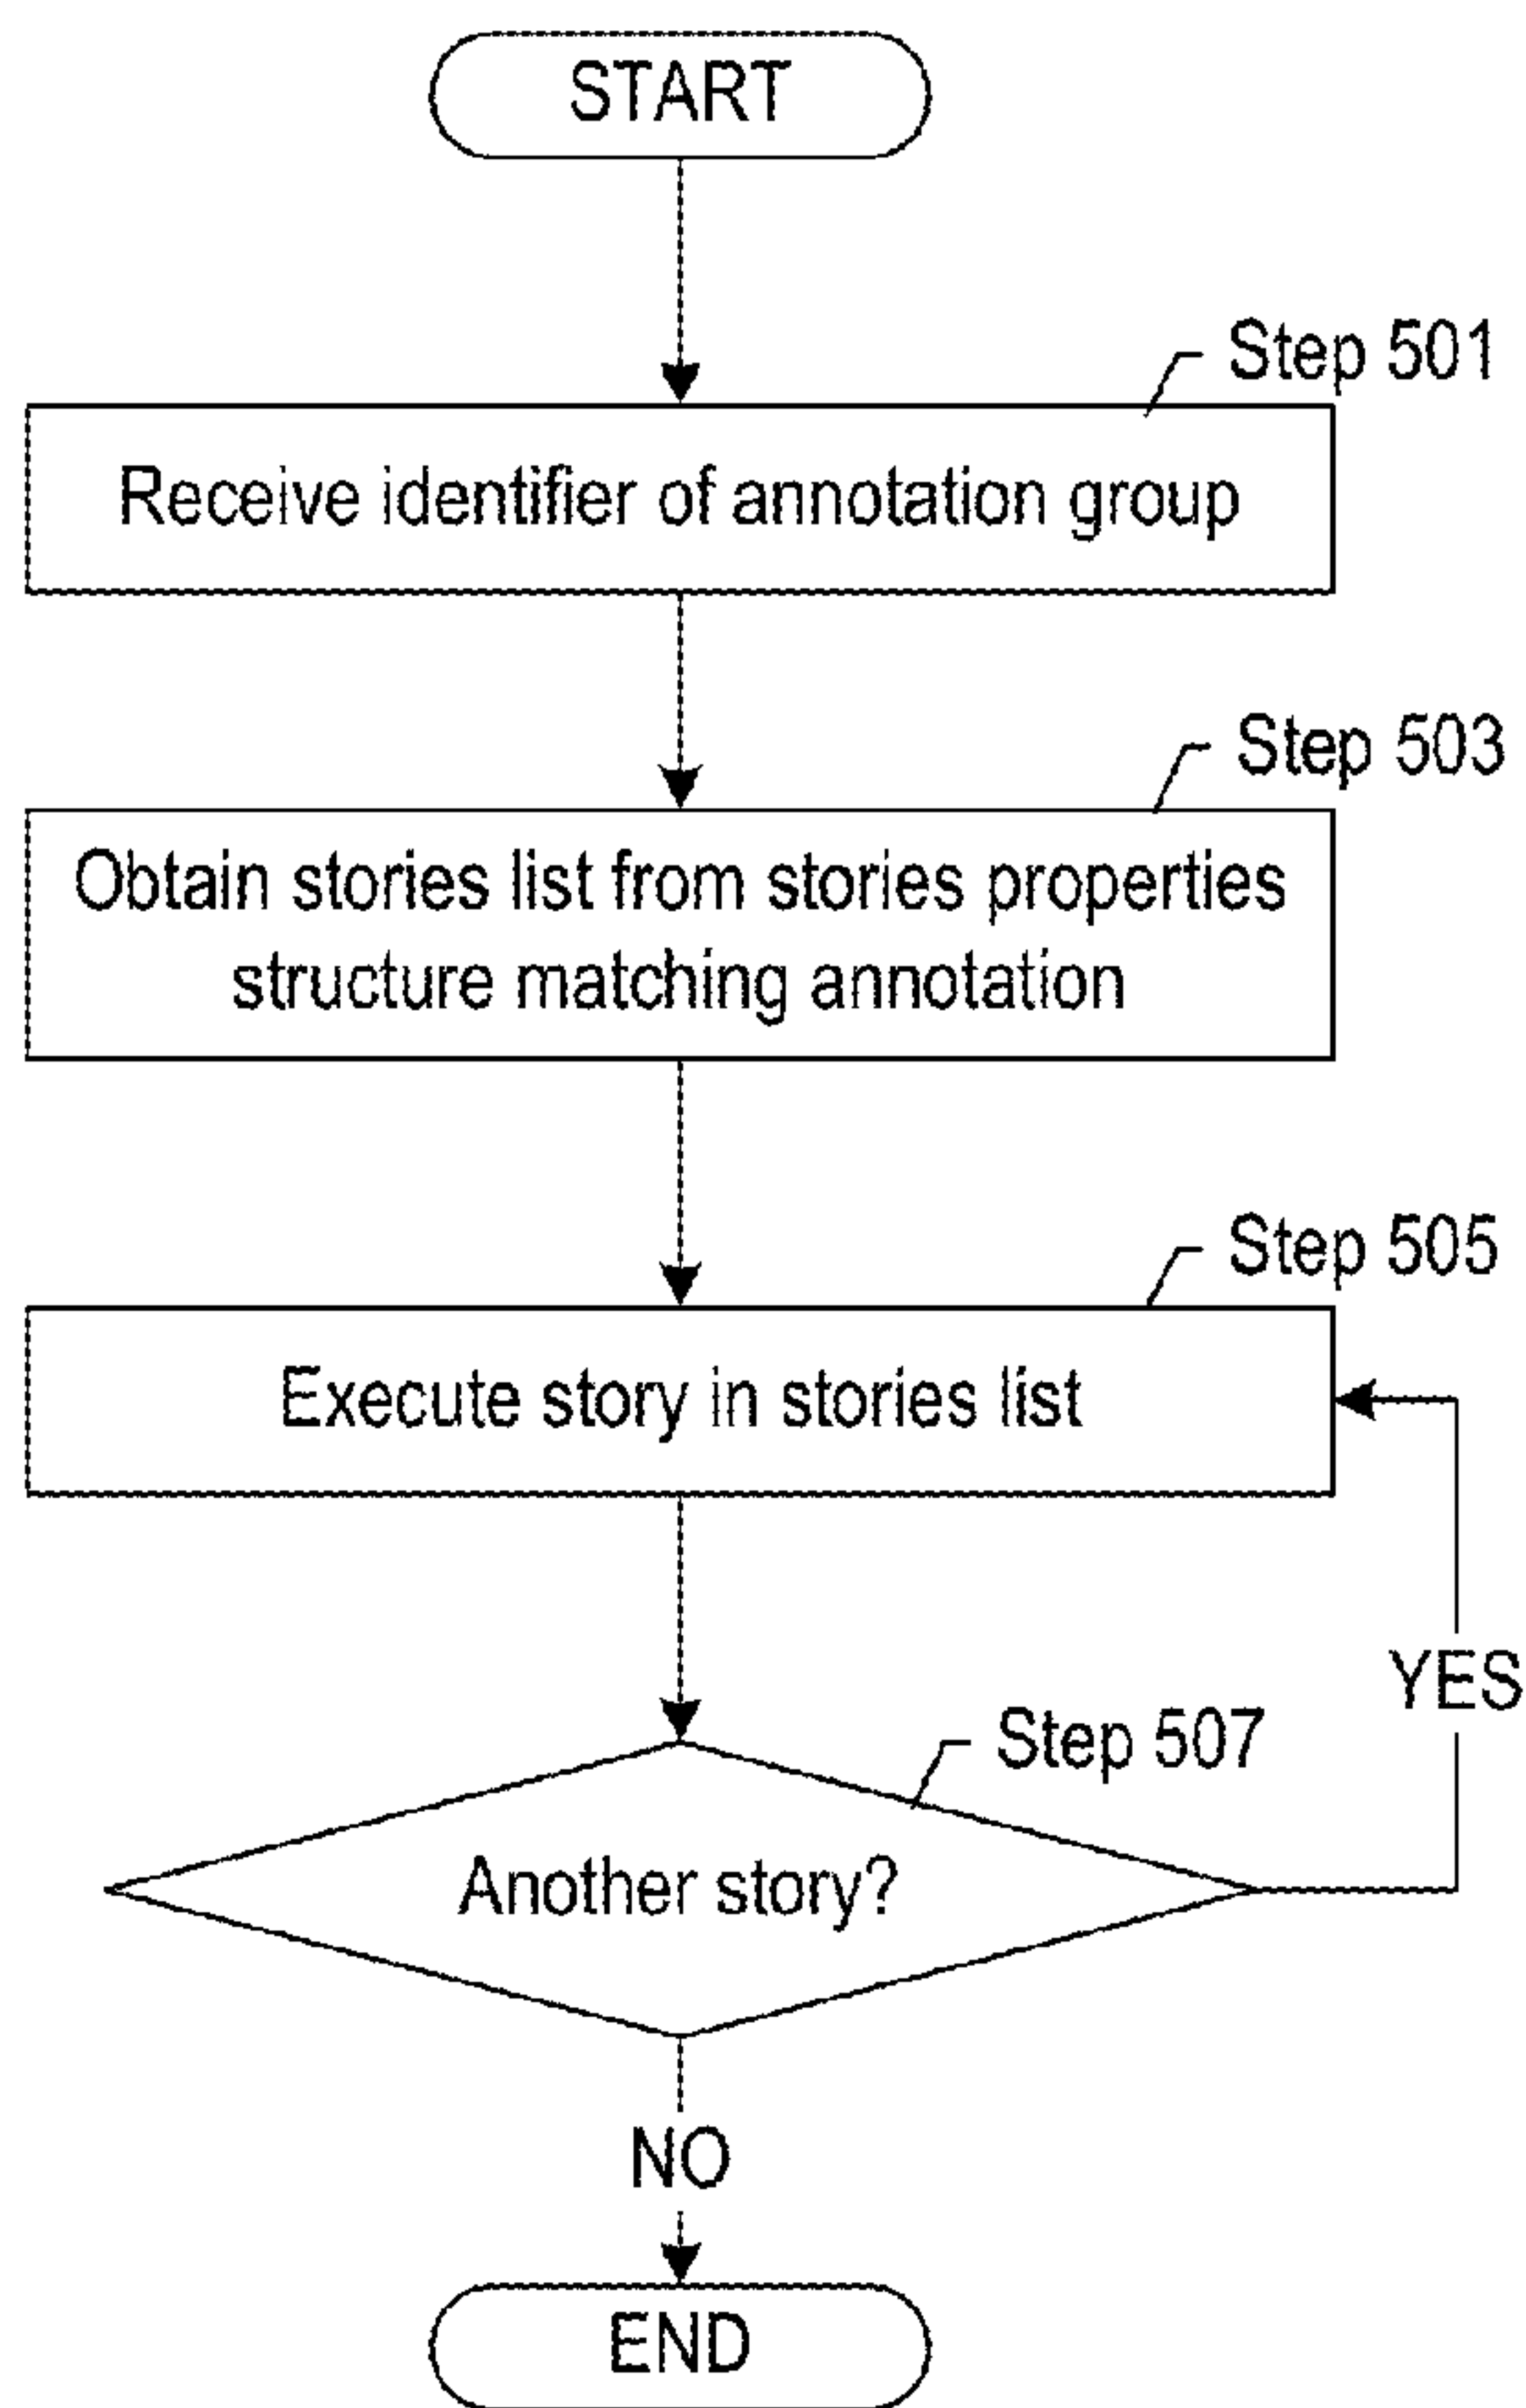 START
Step 501
Receive identifier of annotation group
Step 503
Obtain stories list from stories properties
structure matching annotation
Step 505
Execute story in stories list
YES
Step 507
Another story?
NO
END